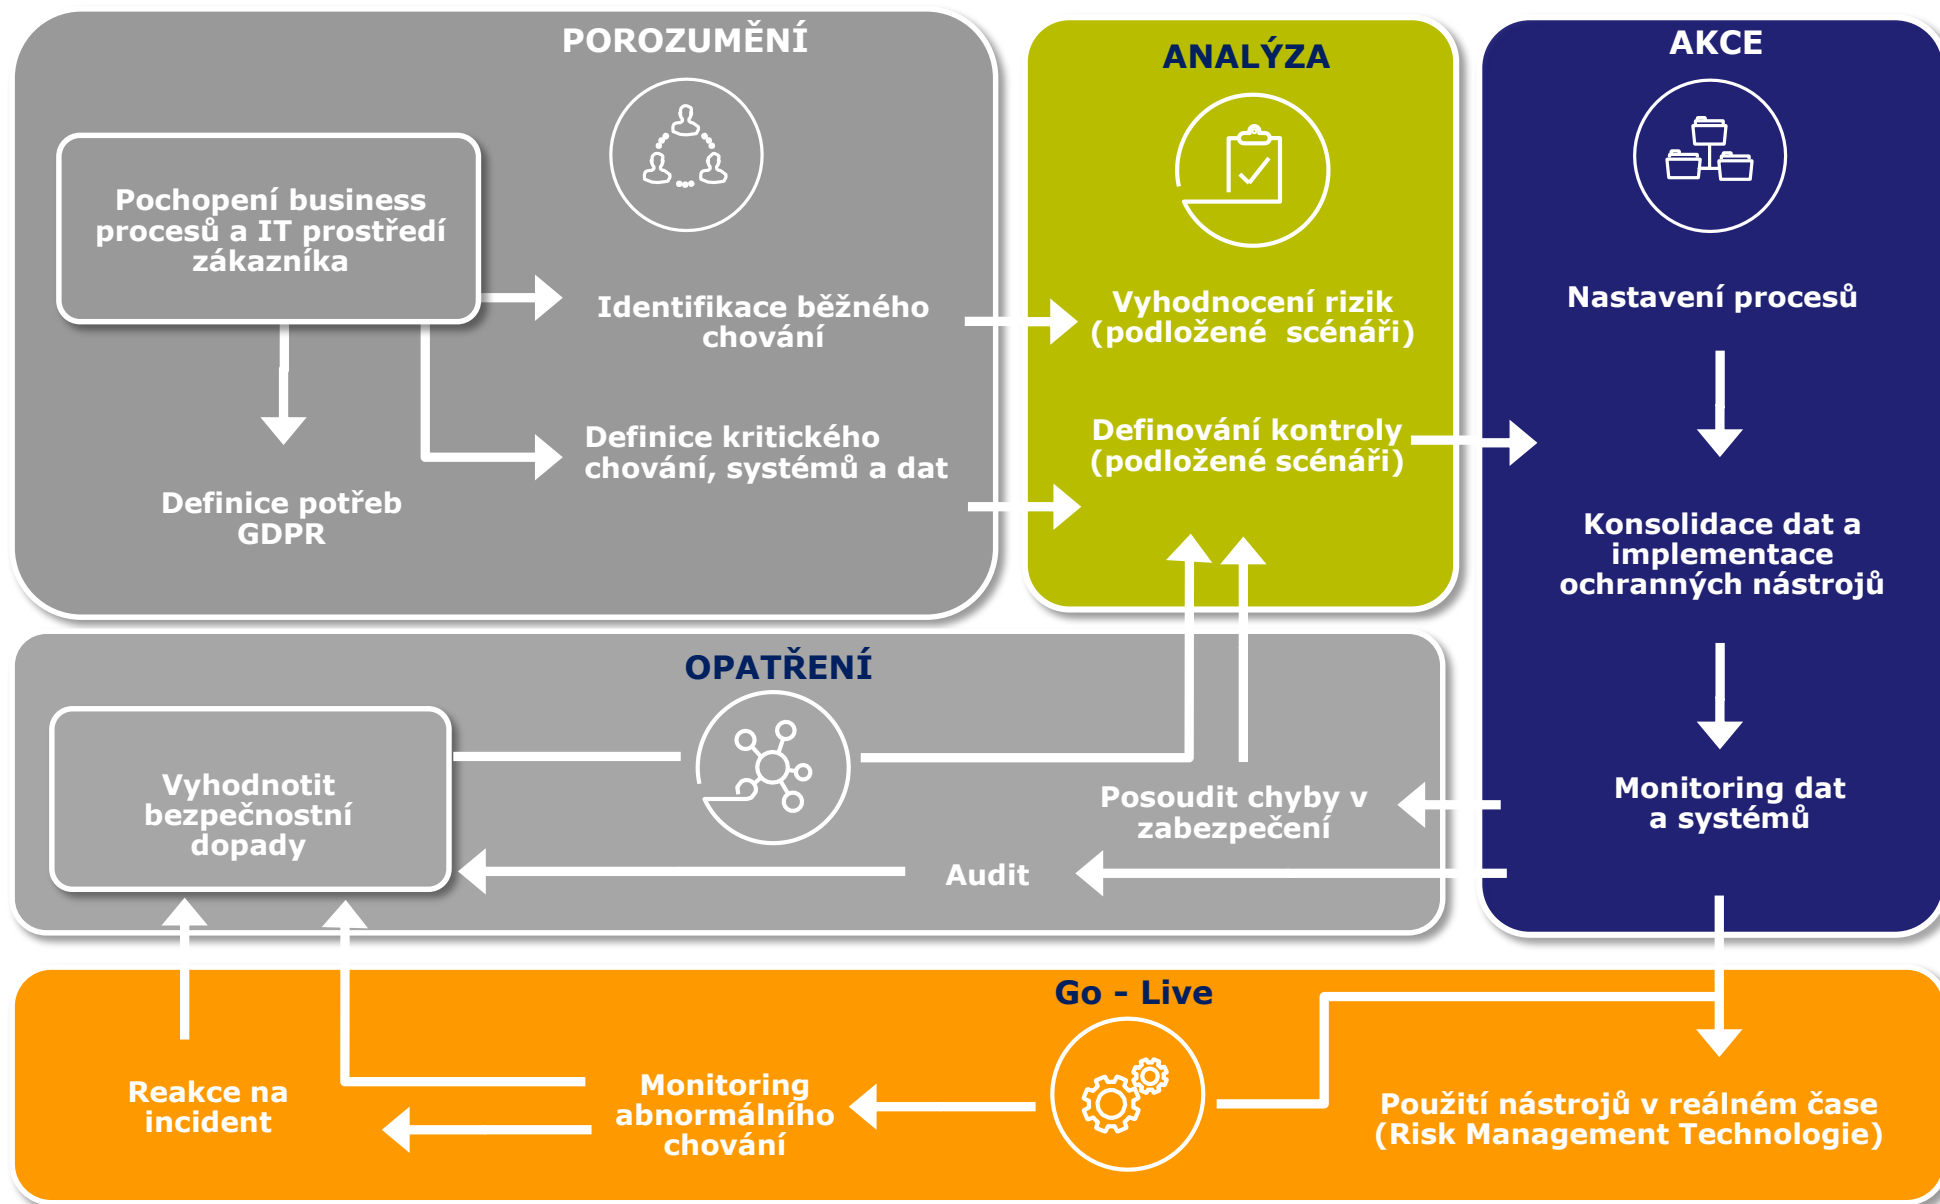 POROZUMĚNÍ
Pochopení business
procesů a IT prostředí
zákazníka
Identifikace běžného
chování
Definice kritického
chování, systémů a dat
Definice potřeb
GDPR
ANALÝZA
Vyhodnocení rizik
(podložené  scénáři)
Definování kontroly
(podložené scénáři)
AKCE
Nastavení procesů
Konsolidace dat a
implementace
ochranných nástrojů
Monitoring dat
a systémů
OPATŘENÍ
Vyhodnotit
bezpečnostní
dopady
Posoudit chyby v
zabezpečení
Audit
Go – Live
Reakce na
incident
Monitoring
abnormálního
chování
Použití nástrojů v reálném čase
(Risk Management Technologie)